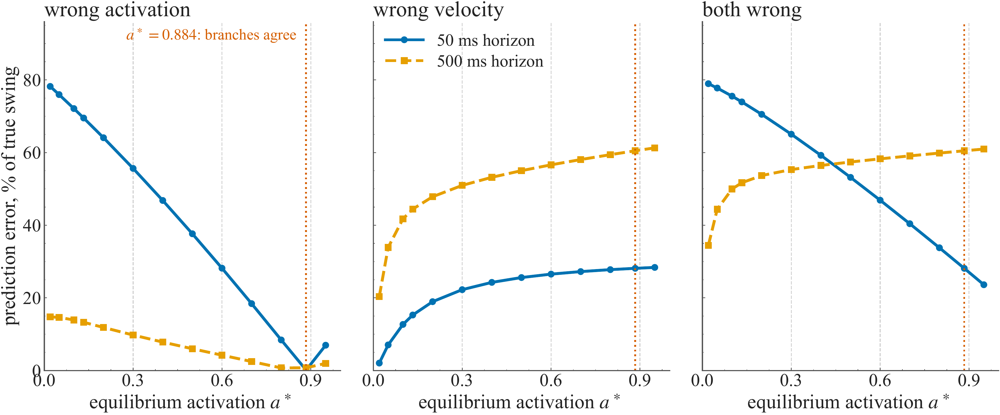 wrong activation
wrong velocity
both wrong
a* = 0.884: branches agree
50 ms horizon
500 ms horizon
prediction error, % of true swing
80
60
40
20
0
0.0 0.3 0.6 0.9
0.0 0.3 0.6 0.9
0.0 0.3 0.6 0.9
equilibrium activation a*
equilibrium activation a*
equilibrium activation a*